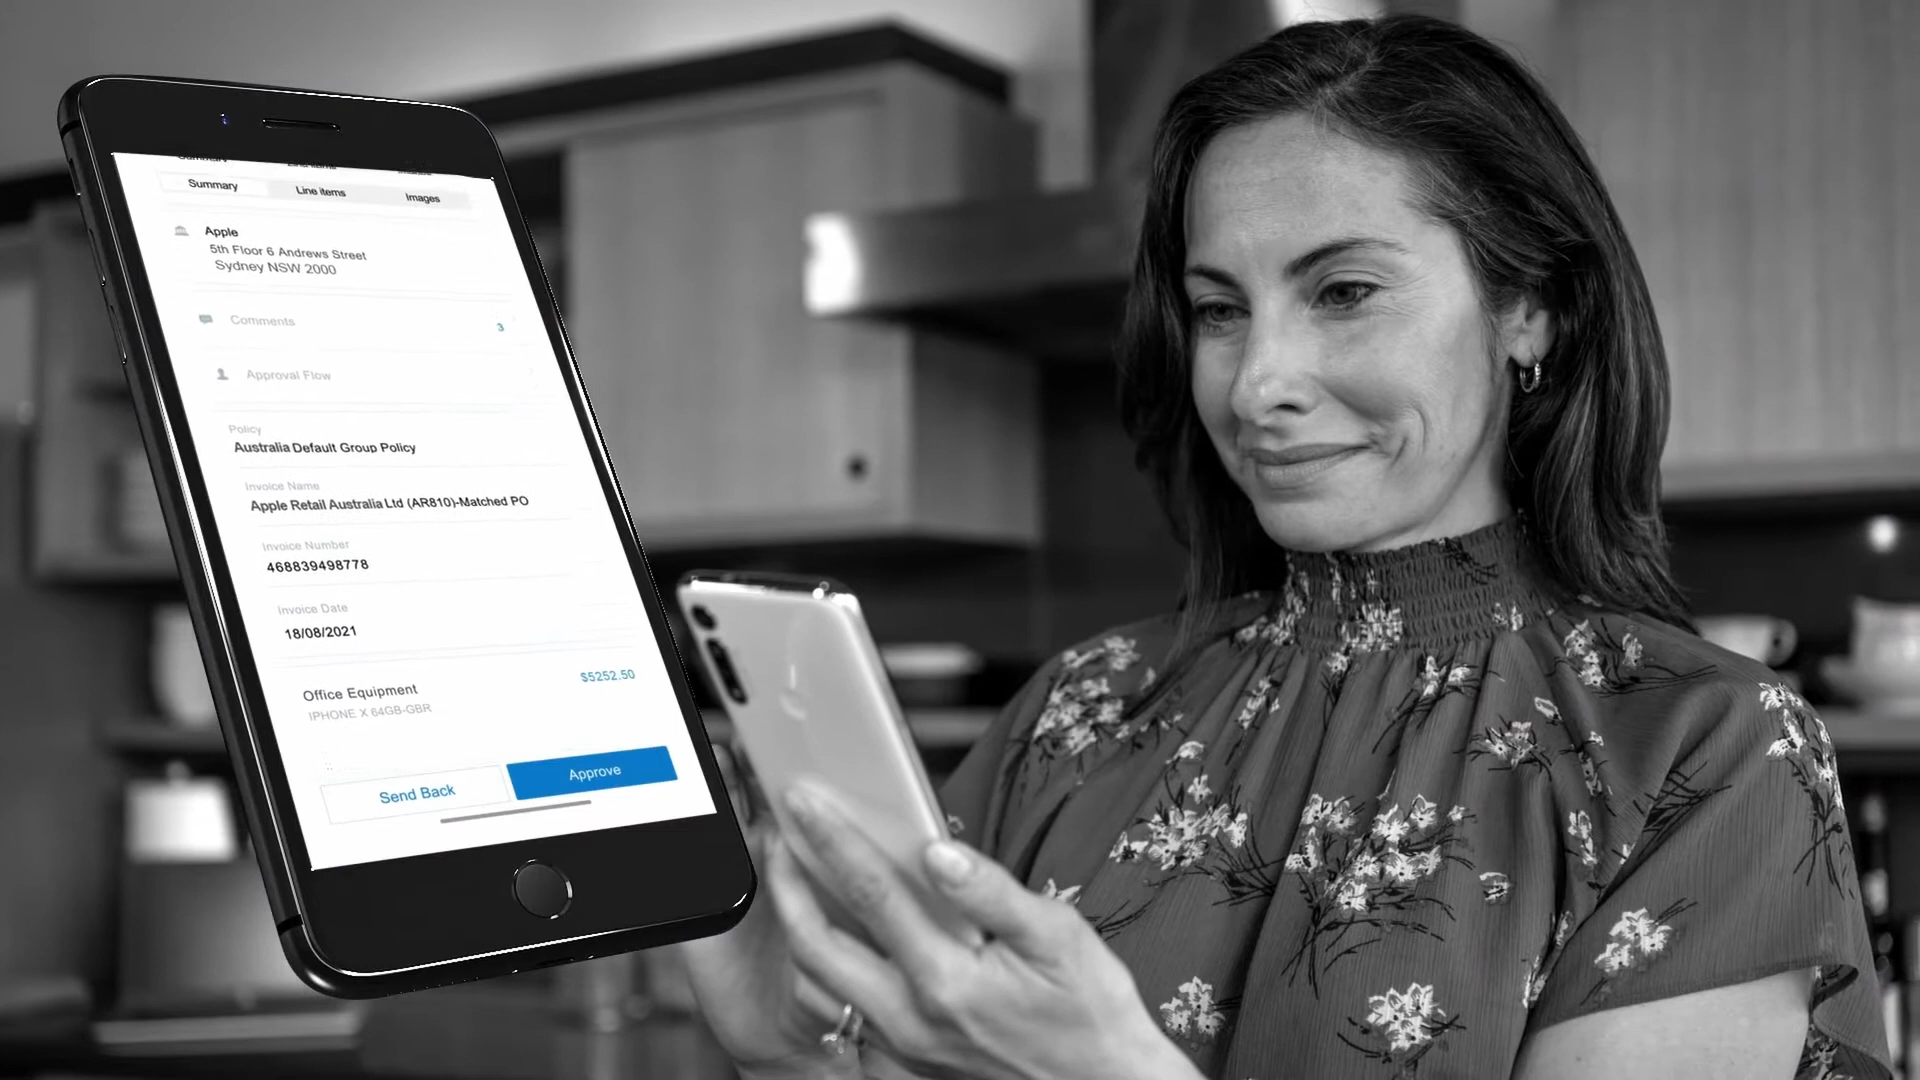 Summary Line items Images
Apple
5th Floor 6 Andrews Street
Sydney NSW 2000
Comments 3
Approval Flow
Policy
Australia Default Group Policy
Invoice Name
Apple Retail Australia Ltd (AR810)-Matched PO
Invoice Number
468839498778
Invoice Date
18/08/2021
Office Equipment $5252.50
IPHONE X 64GB-GBR
Send Back Approve